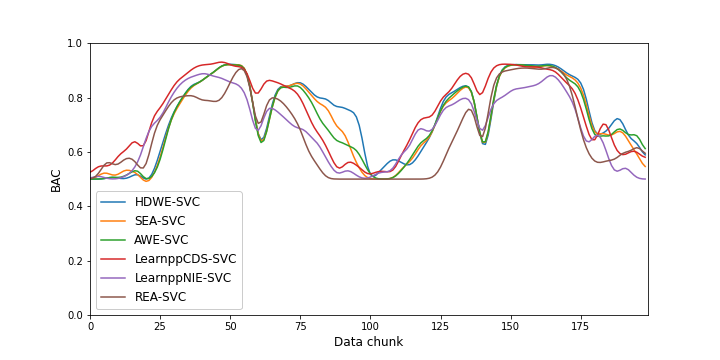 1.0
0.8
0.6
0.4
0.2
0.0
BAC
HDWE-SVC
SEA-SVC
AWE-SVC
LearnppCDS-SVC
LearnppNIE-SVC
REA-SVC
0 25 50 75 100 125 150 175
Data chunk